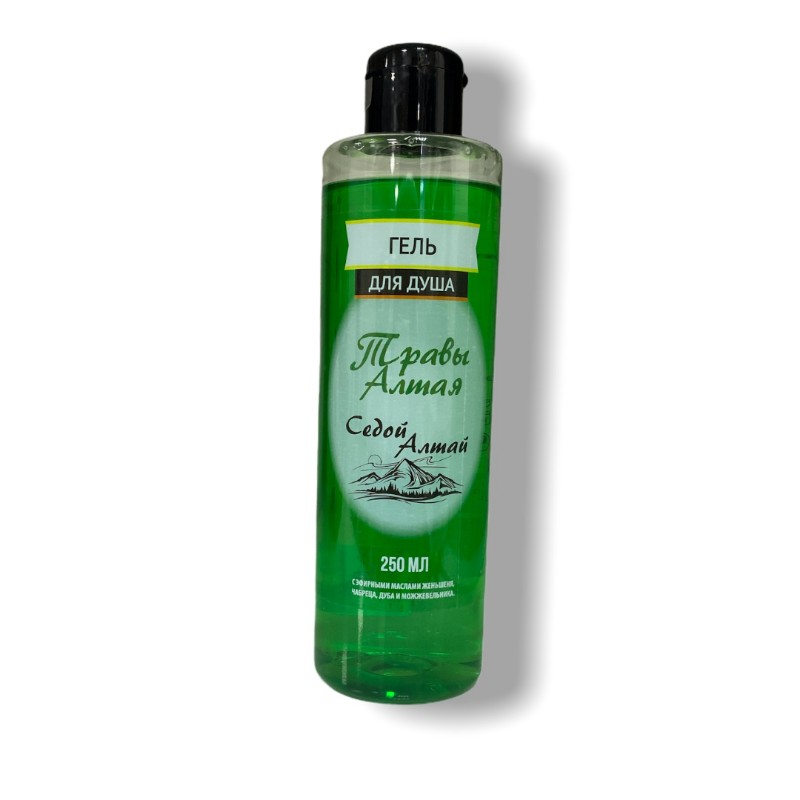 ГЕЛЬ
ДЛЯ ДУША
Травы
Алтая
Седой
Алтай
250 МЛ
С ЭФИРНЫМИ МАСЛАМИ ЖЕНЬШЕНЯ,
ЧАБРЕЦА, ДУБА И МОЖЖЕВЕЛЬНИКА.